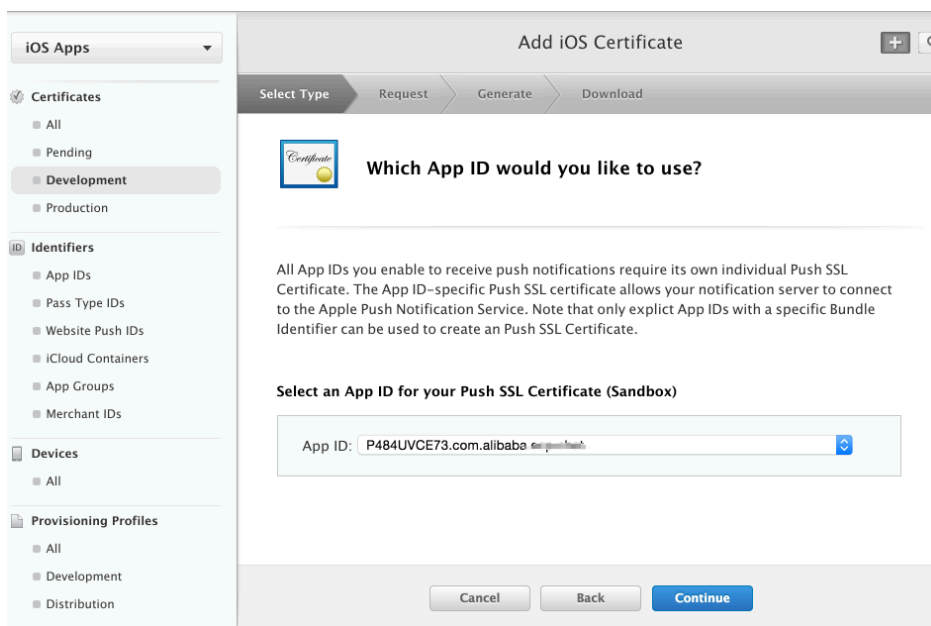 iOS Apps
Certificates
All
Pending
Development
Production
ID Identifiers
App IDs
Pass Type IDs
Website Push IDs
iCloud Containers
App Groups
Merchant IDs
Devices
All
Provisioning Profiles
All
Development
Distribution
Add iOS Certificate
Select Type Request Generate Download
Certificate
Which App ID would you like to use?
All App IDs you enable to receive push notifications require its own individual Push SSL
Certificate. The App ID-specific Push SSL certificate allows your notification server to connect
to the Apple Push Notification Service. Note that only explict App IDs with a specific Bundle
Identifier can be used to create an Push SSL Certificate.
Select an App ID for your Push SSL Certificate (Sandbox)
App ID: P484UVCE73.com.alibaba
Cancel Back Continue